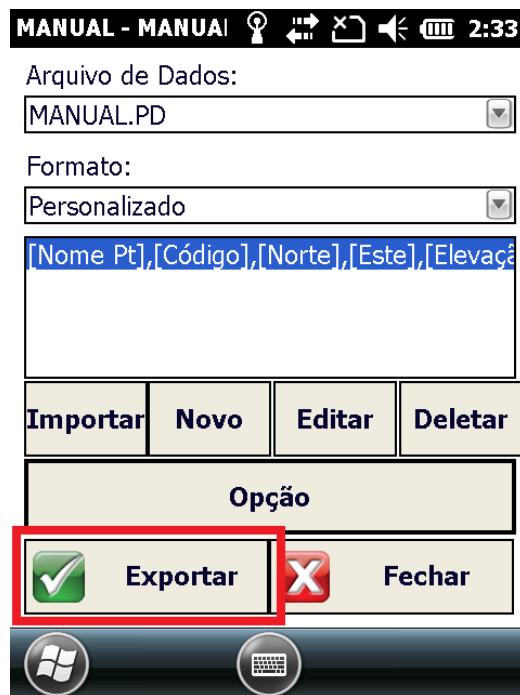 MANUAL - MANUAI 2:33
Arquivo de Dados:
MANUAL.PD
Formato:
Personalizado
[Nome Pt],[Código],[Norte],[Este],[Elevaçã
Importar Novo Editar Deletar
Opção
Exportar Fechar